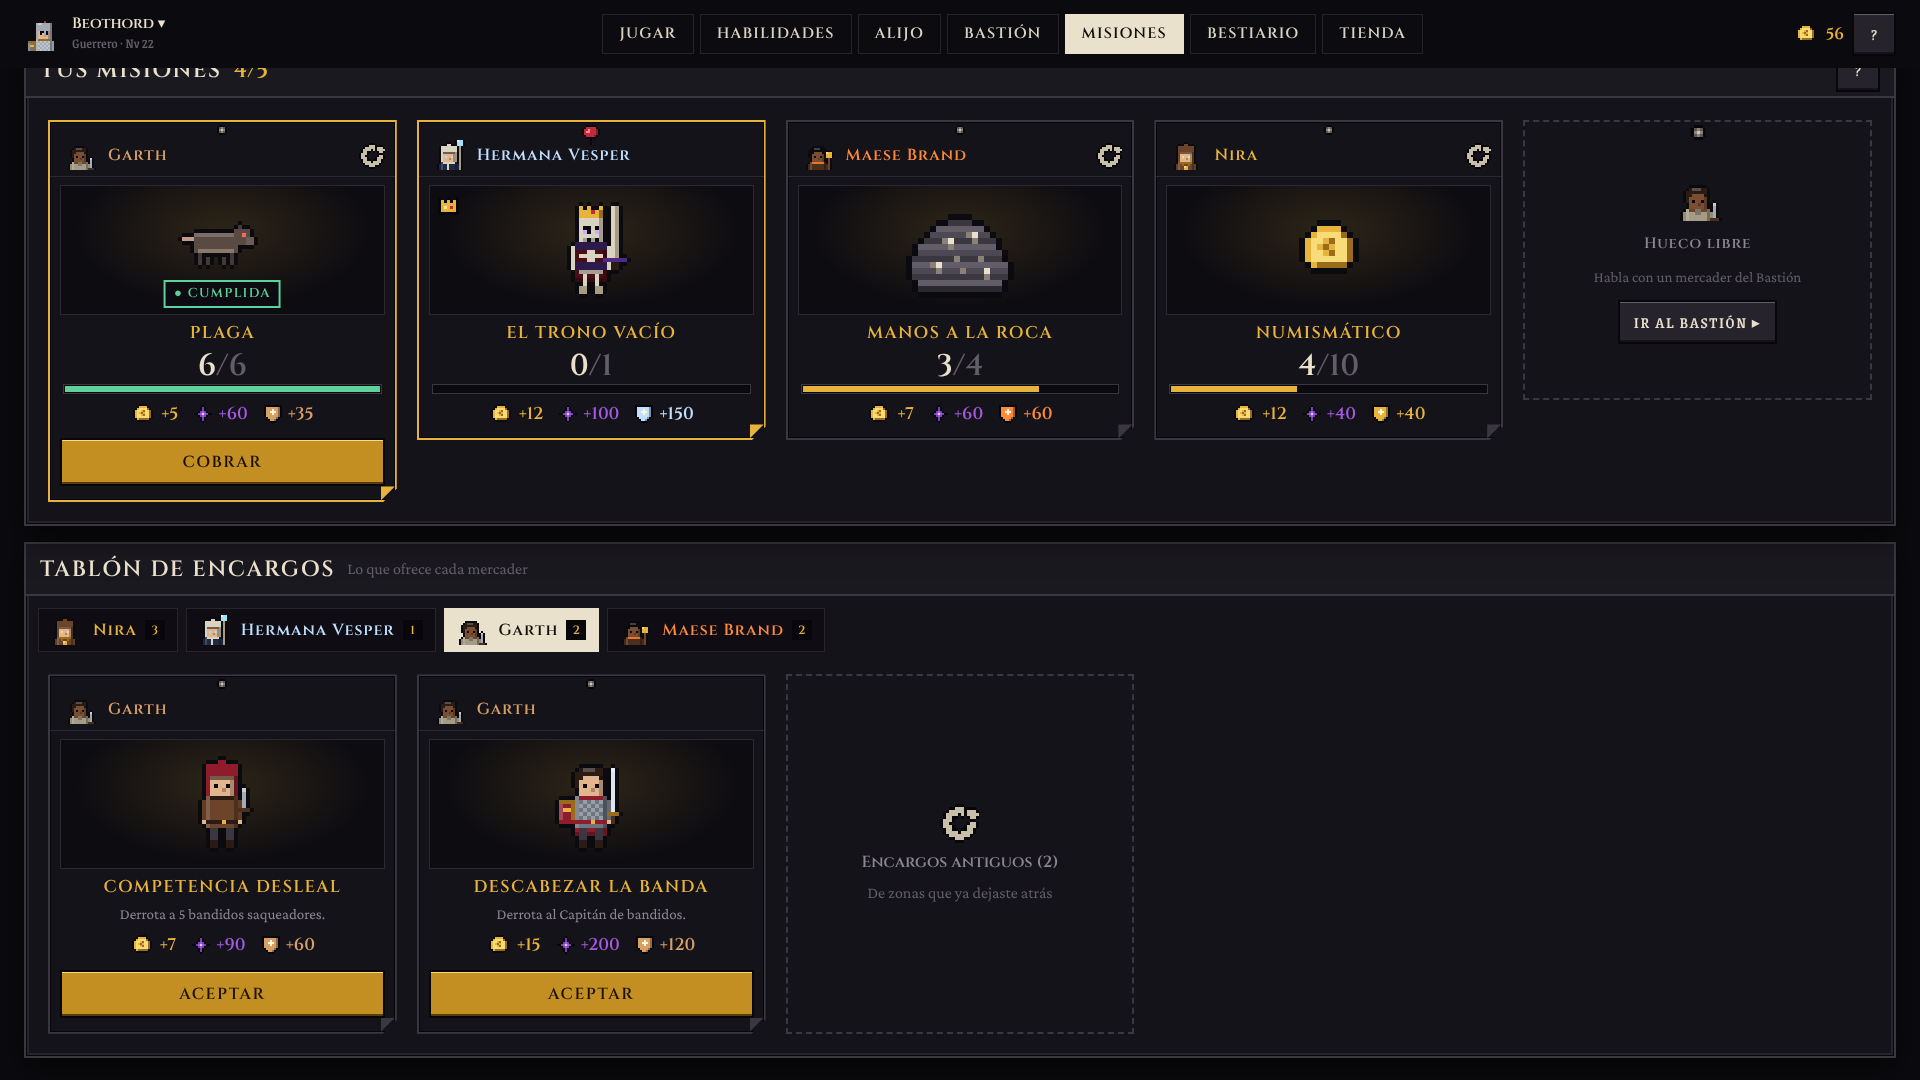 Beothord ▾
Guerrero · Nv 22
JUGAR
HABILIDADES
ALIJO
BASTIÓN
MISIONES
BESTIARIO
TIENDA
56
?
TUS MISIONES 4/5
?
Garth
• CUMPLIDA
PLAGA
6/6
+5 +60 +35
COBRAR
Hermana Vesper
EL TRONO VACÍO
0/1
+12 +100 +150
Maese Brand
MANOS A LA ROCA
3/4
+7 +60 +60
Nira
NUMISMÁTICO
4/10
+12 +40 +40
Hueco libre
Habla con un mercader del Bastión
IR AL BASTIÓN ▸
TABLÓN DE ENCARGOS Lo que ofrece cada mercader
Nira 3
Hermana Vesper 1
Garth 2
Maese Brand 2
Garth
COMPETENCIA DESLEAL
Derrota a 5 bandidos saqueadores.
+7 +90 +60
ACEPTAR
Garth
DESCABEZAR LA BANDA
Derrota al Capitán de bandidos.
+15 +200 +120
ACEPTAR
Encargos antiguos (2)
De zonas que ya dejaste atrás